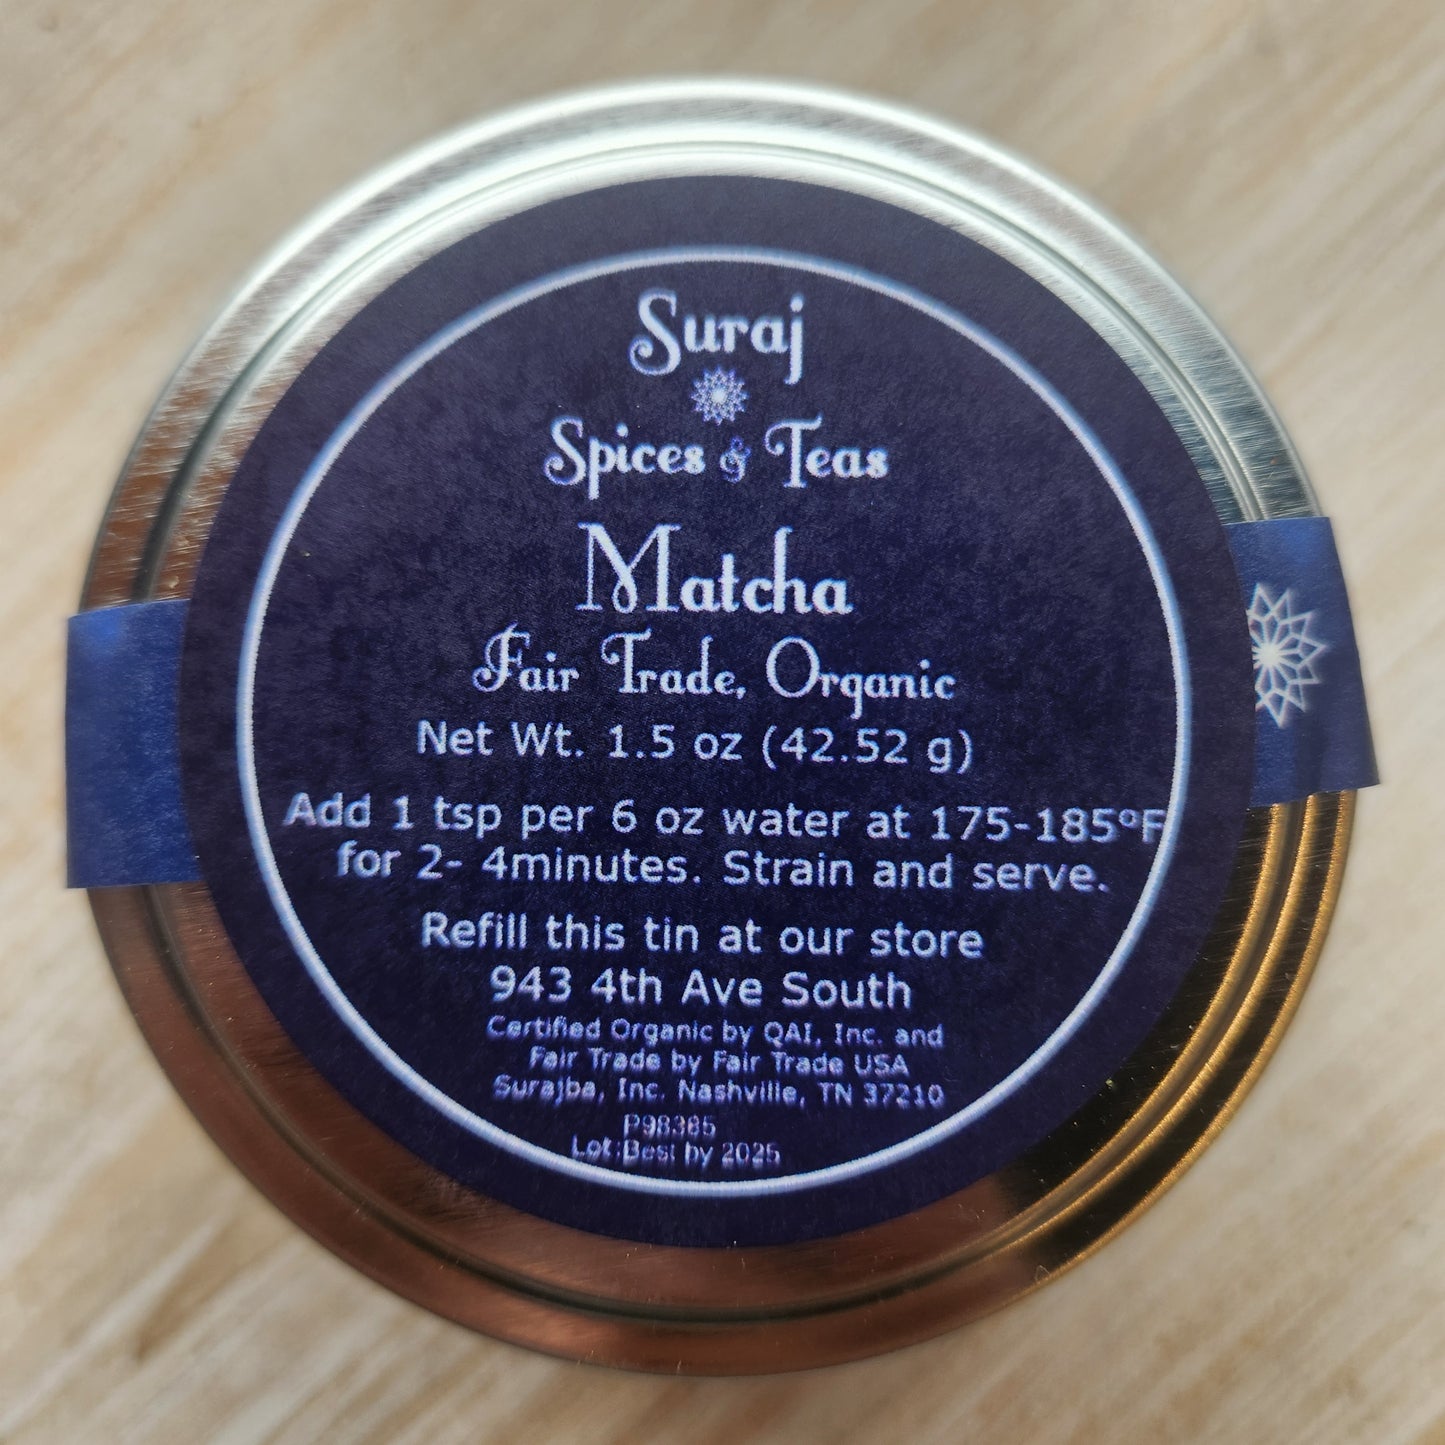 Suraj
Spices & Teas
Matcha
Fair Trade, Organic
Net Wt. 1.5 oz (42.52 g)
Add 1 tsp per 6 oz water at 175-185ºF
for 2- 4minutes. Strain and serve.
Refill this tin at our store
943 4th Ave South
Certified Organic by QAI, Inc. and
Fair Trade by Fair Trade USA
Surajba, Inc. Nashville, TN 37210
P98385
Lot:Best by 2025